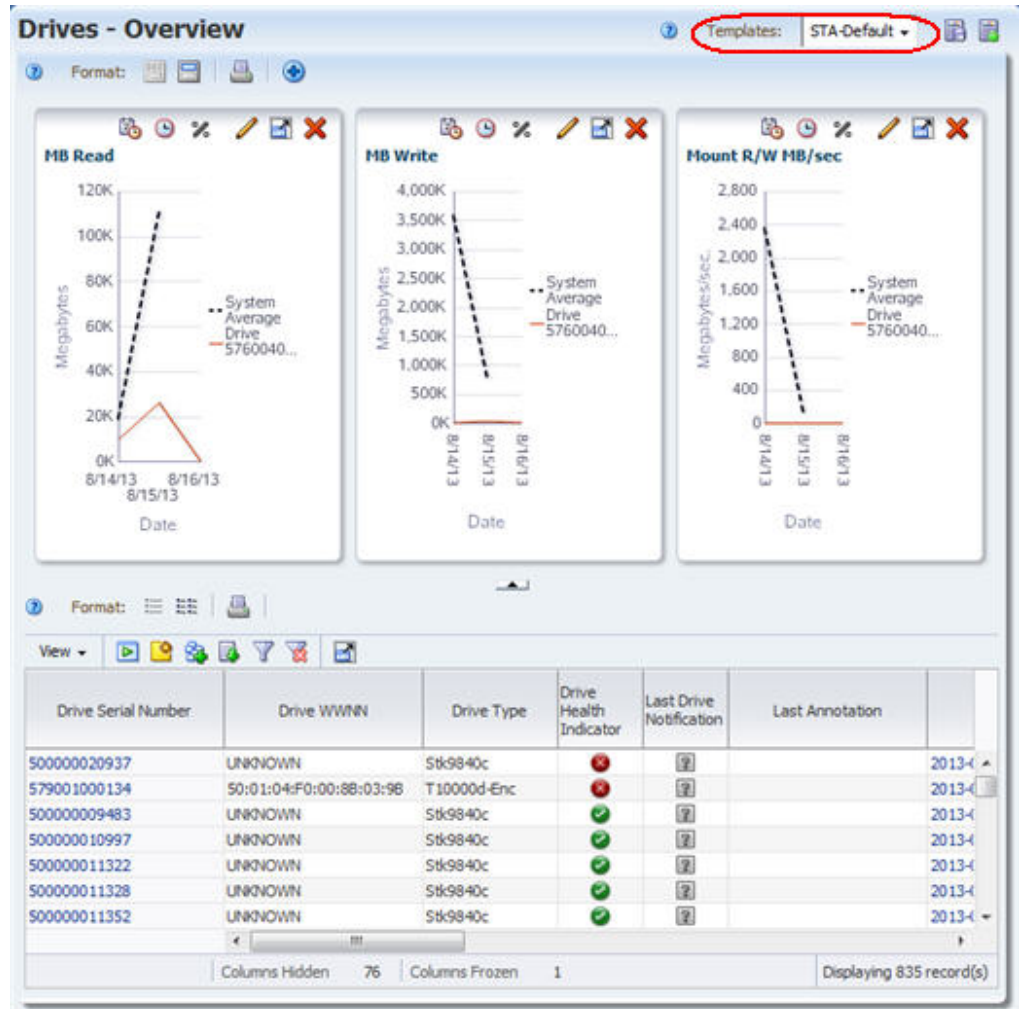 Drives - Overview
Templates: STA-Default
Format:
MB Read
120K
100K
80K
60K
40K
20K
0K
Megabytes
8/14/13 8/16/13
8/15/13
Date
System
Average
Drive
5760040...
MB Write
4,000K
3,500K
3,000K
2,500K
2,000K
1,500K
1,000K
500K
0K
Megabytes
8/14/13
8/15/13
8/16/13
Date
System
Average
Drive
5760040...
Mount R/W MB/sec
2,800
2,400
2,000
1,600
1,200
800
400
0
Megabytes/sec.
8/14/13
8/15/13
8/16/13
Date
System
Average
Drive
5760040...
Format:
View
Drive Serial Number Drive WWNN Drive Type Drive Health Indicator Last Drive Notification Last Annotation
500000020937 UNKNOWN Stk9840c 2013-
579001000134 50:01:04:F0:00:8B:03:9B T10000d-Enc 2013-
500000009483 UNKNOWN Stk9840c 2013-
500000010997 UNKNOWN Stk9840c 2013-
500000011322 UNKNOWN Stk9840c 2013-
500000011328 UNKNOWN Stk9840c 2013-
500000011352 UNKNOWN Stk9840c 2013-
Columns Hidden 76 Columns Frozen 1 Displaying 835 record(s)